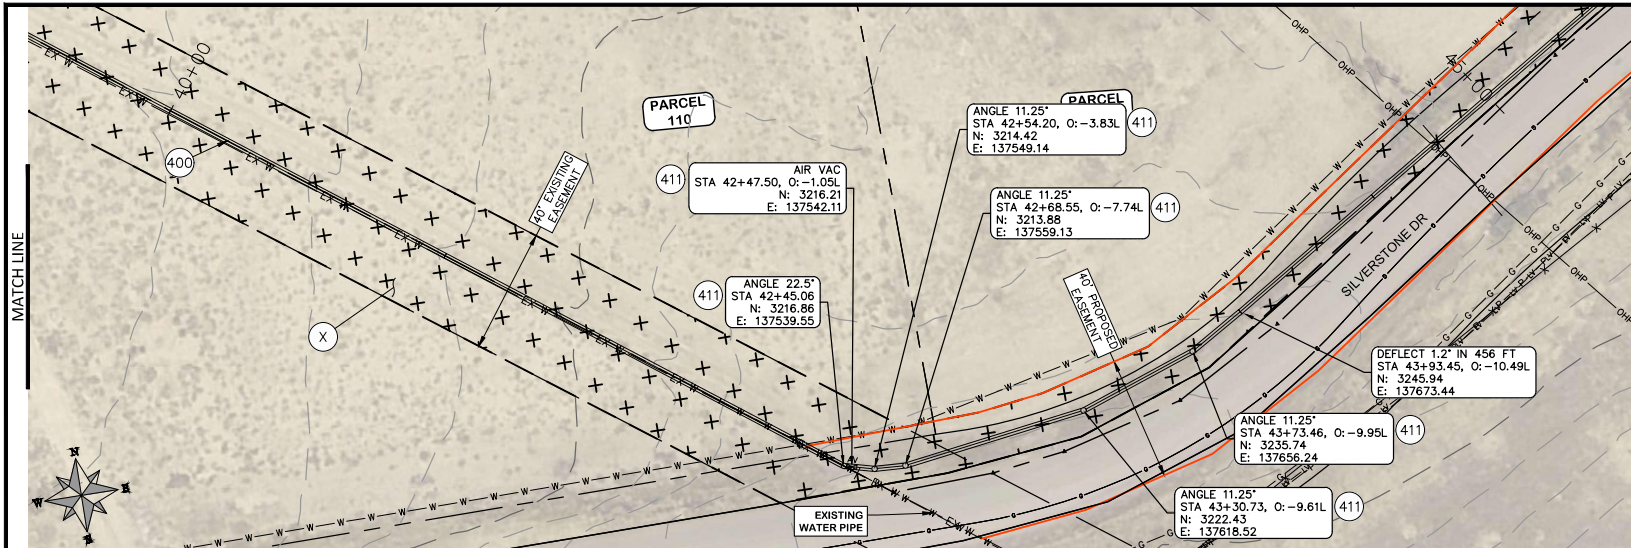 MATCH LINE
40+00
400
EX W
PARCEL
110
PARCEL
ANGLE 11.25°
STA 42+54.20, O:-3.83L
N: 3214.42
E: 137549.14
411
AIR VAC
STA 42+47.50, O:-1.05L
N: 3216.21
E: 137542.11
411
ANGLE 11.25°
STA 42+68.55, O:-7.74L
N: 3213.88
E: 137559.13
411
ANGLE 22.5°
STA 42+45.06
N: 3216.86
E: 137539.55
411
40' EXISITING
EASEMENT
X
40' PROPOSED
EASEMENT
45+00
OHP
SILVERSTONE DR
DEFLECT 1.2° IN 456 FT
STA 43+93.45, O:-10.49L
N: 3245.94
E: 137673.44
ANGLE 11.25°
STA 43+73.46, O:-9.95L
N: 3235.74
E: 137656.24
411
ANGLE 11.25°
STA 43+30.73, O:-9.61L
N: 3222.43
E: 137618.52
411
EXISTING
WATER PIPE
N
E
S
W